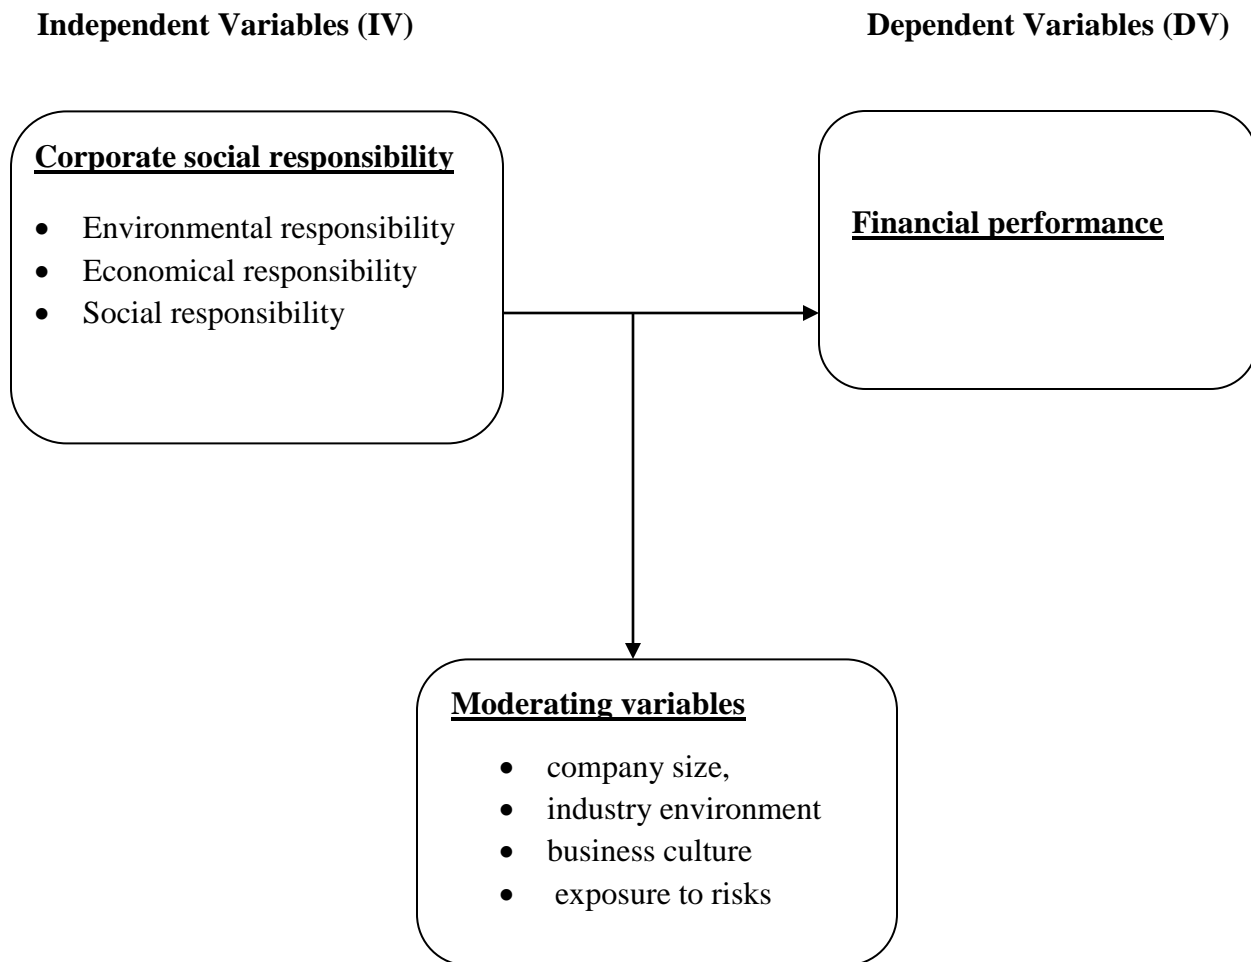 Independent Variables (IV)
Dependent Variables (DV)
Corporate social responsibility
• Environmental responsibility
• Economical responsibility
• Social responsibility
Financial performance
Moderating variables
• company size,
• industry environment
• business culture
• exposure to risks